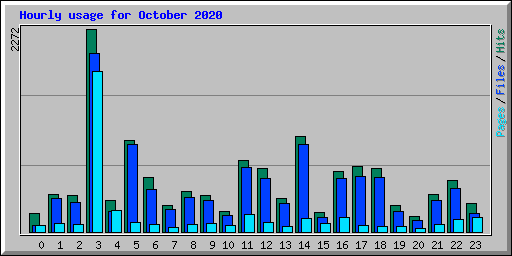 Hourly usage for October 2020
2272
Pages / Files / Hits
0 1 2 3 4 5 6 7 8 9 10 11 12 13 14 15 16 17 18 19 20 21 22 23